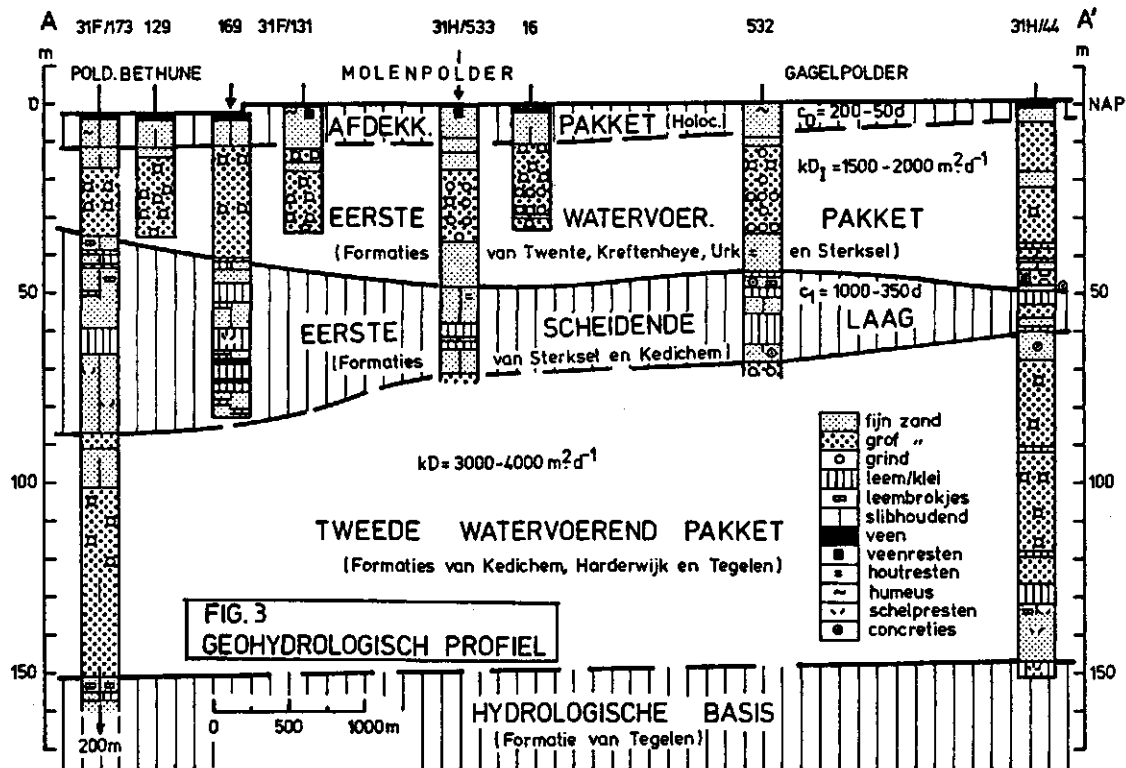 A 31F/173 129 169 31F/131 31H/533 16 532 31H/44 A'
m m
POLD. BETHUNE MOLENPOLDER GAGELPOLDER
0 NAP
AFDEKK. PAKKET (Holoc.) c₀ = 200-50d
kD_I = 1500-2000 m² d⁻¹
EERSTE WATERVOER. PAKKET
(Formaties van Twente, Kreftenheye, Urk en Sterksel)
50 50
c₁ = 1000-350d
EERSTE SCHEIDENDE LAAG
(Formaties van Sterksel en Kedichem)
fijn zand
grof „
grind
leem/klei
leembrokjes
slibhoudend
veen
veenresten
houtresten
humeus
schelpresten
concreties
kD = 3000-4000 m² d⁻¹
100 100
TWEEDE WATERVOEREND PAKKET
(Formaties van Kedichem, Harderwijk en Tegelen)
FIG. 3
GEOHYDROLOGISCH PROFIEL
150 150
0 500 1000m
HYDROLOGISCHE BASIS
(Formatie van Tegelen)
200m